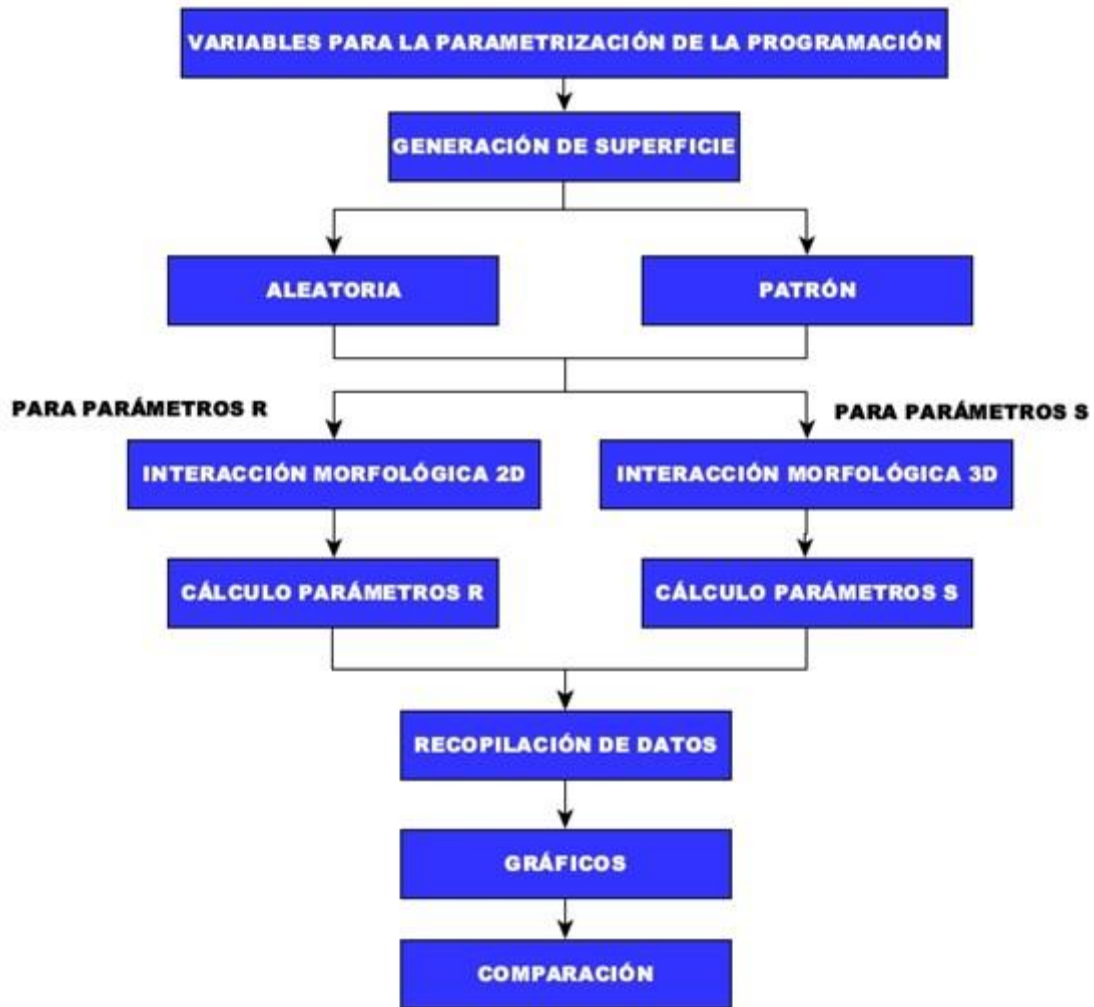 VARIABLES PARA LA PARAMETRIZACIÓN DE LA PROGRAMACIÓN
GENERACIÓN DE SUPERFICIE
ALEATORIA
PATRÓN
PARA PARÁMETROS R
PARA PARÁMETROS S
INTERACCIÓN MORFOLÓGICA 2D
INTERACCIÓN MORFOLÓGICA 3D
CÁLCULO PARÁMETROS R
CÁLCULO PARÁMETROS S
RECOPILACIÓN DE DATOS
GRÁFICOS
COMPARACIÓN